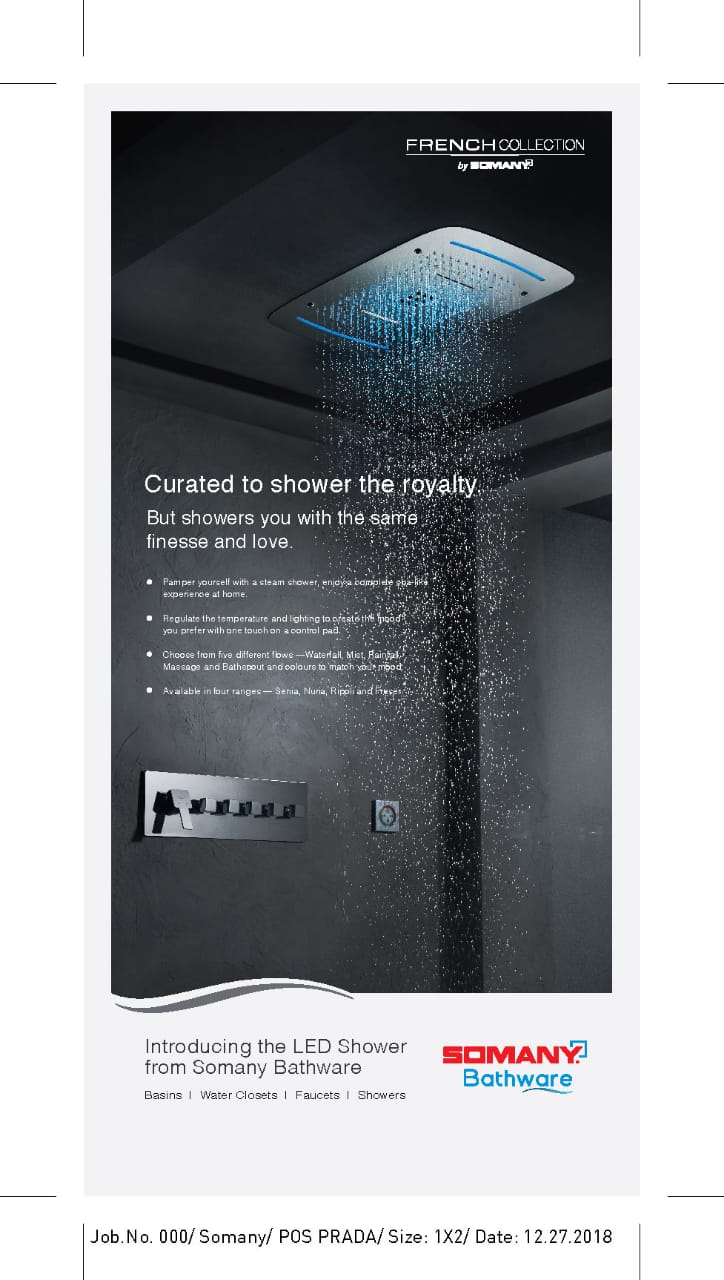 FRENCH COLLECTION
by SOMANY
Curated to shower the royalty.
But showers you with the same
finesse and love.
Pamper yourself with a steam shower, enjoy a complete spa-like
experience at home.
Regulate the temperature and lighting to create the mood
you prefer with one touch on a control pad.
Choose from five different flows —Waterfall, Mist, Rainfall,
Massage and Bathspout and colours to match your mood.
Available in four ranges — Senia, Nuria, Ripoli and
Introducing the LED Shower
from Somany Bathware
SOMANY
Bathware
Basins I Water Closets I Faucets I Showers
Job.No. 000/ Somany/ POS PRADA/ Size: 1X2/ Date: 12.27.2018